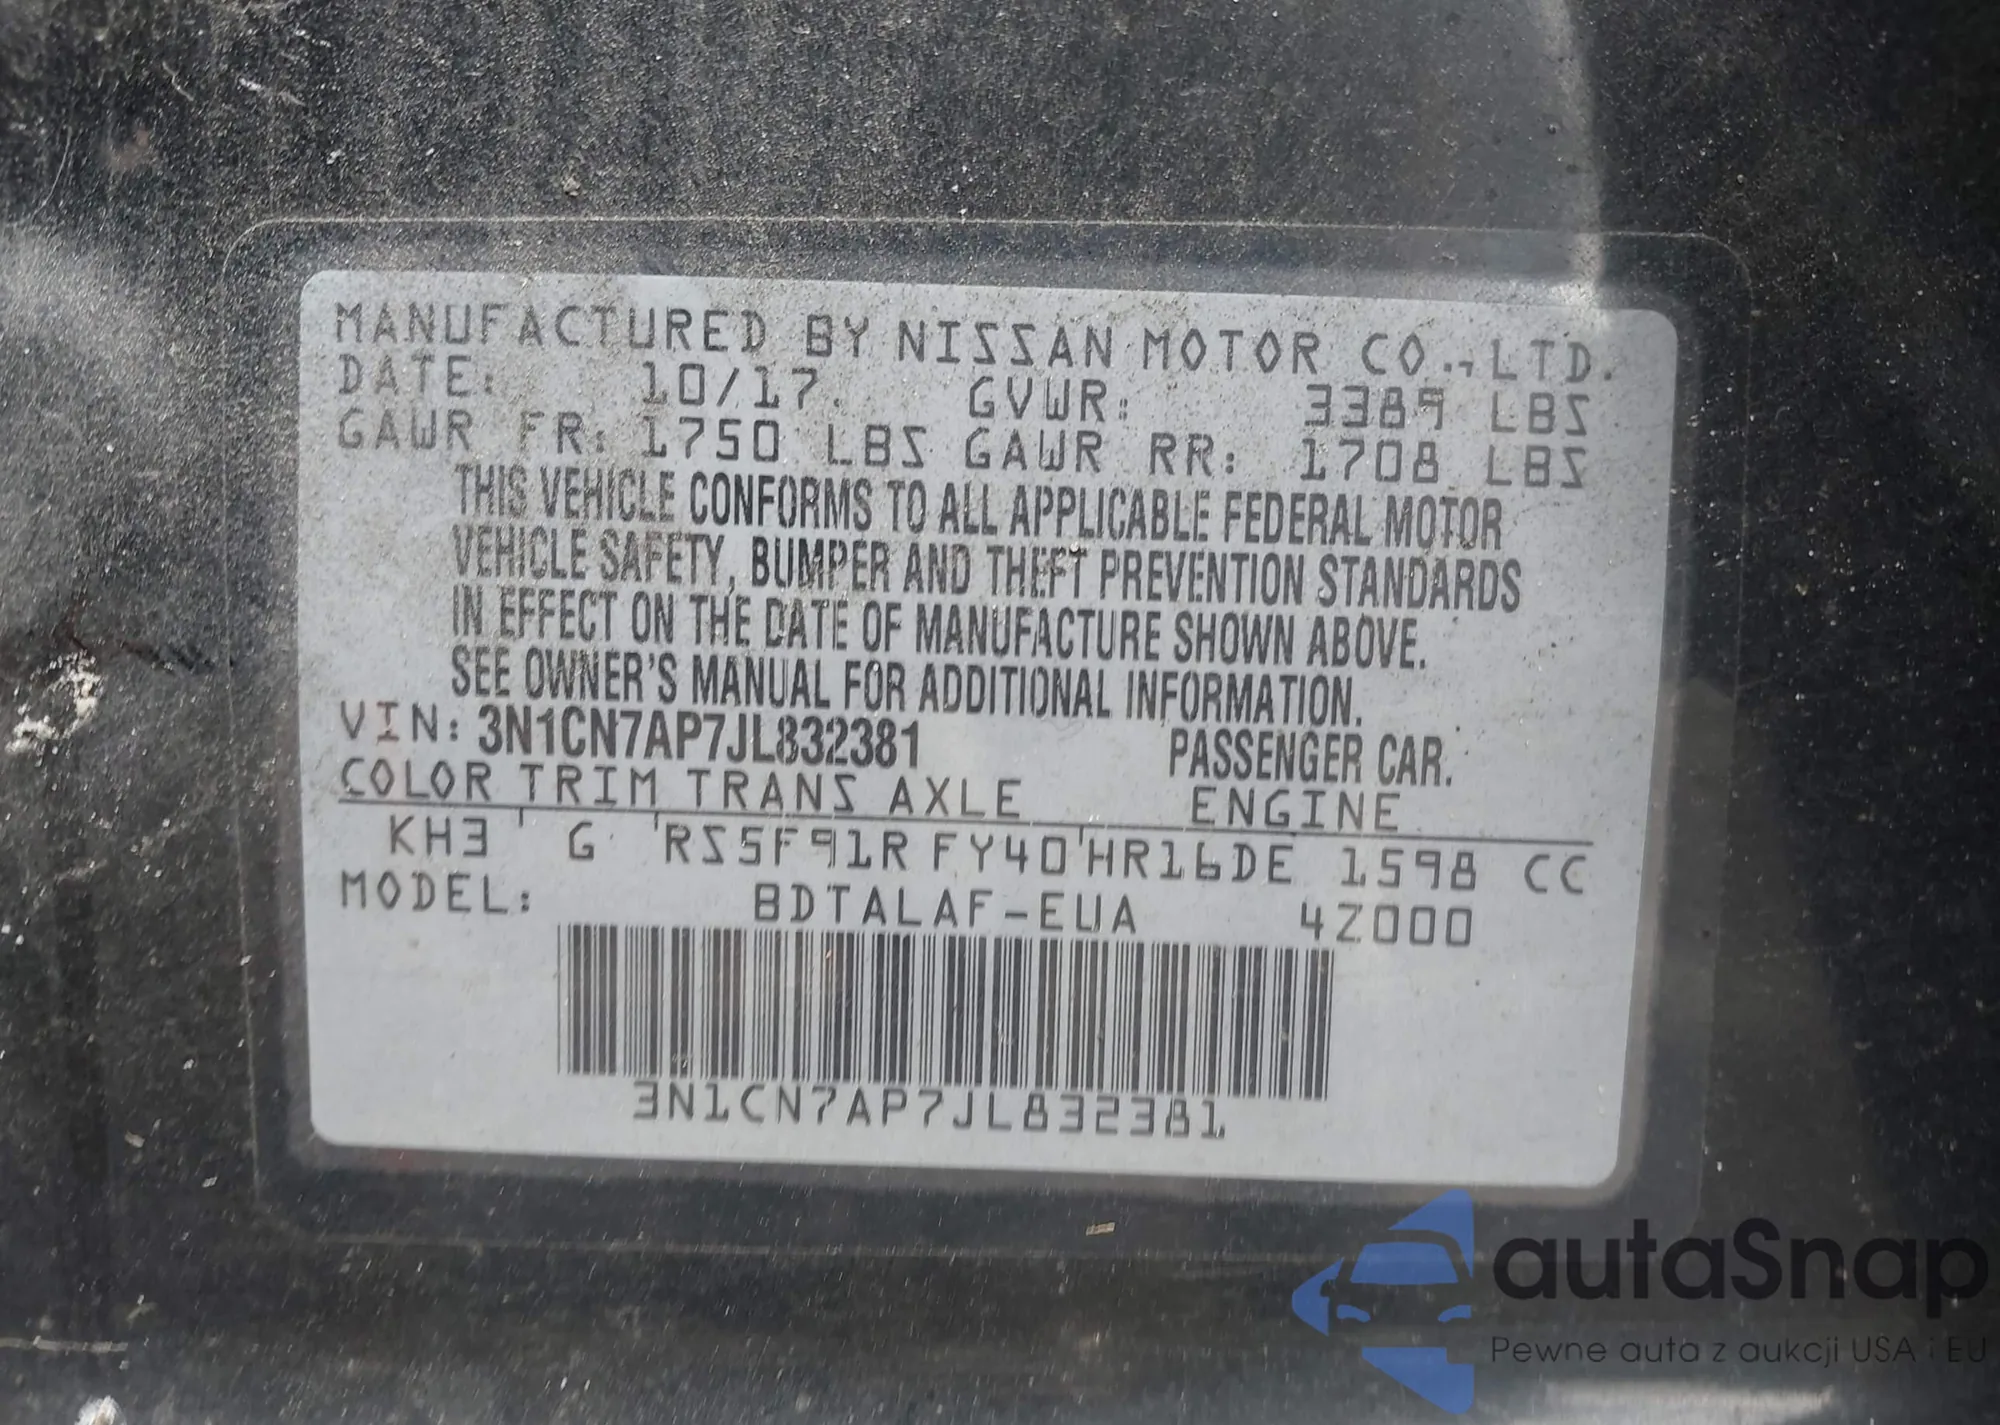 MANUFACTURED BY NISSAN MOTOR CO., LTD.
DATE: 10/17. GVWR: 3389 LBS
GAWR FR: 1750 LBS GAWR RR: 1708 LBS
THIS VEHICLE CONFORMS TO ALL APPLICABLE FEDERAL MOTOR
VEHICLE SAFETY, BUMPER AND THEFT PREVENTION STANDARDS
IN EFFECT ON THE DATE OF MANUFACTURE SHOWN ABOVE.
SEE OWNER'S MANUAL FOR ADDITIONAL INFORMATION.
VIN: 3N1CN7AP7JL832381 PASSENGER CAR.
COLOR TRIM TRANS AXLE ENGINE
KH3 G RS5F91R FY40 HR16DE 1598 CC
MODEL: BDTALAF-EUA 4Z000
3N1CN7AP7JL832381
autaSnap
Pewne auta z aukcji USA i EU